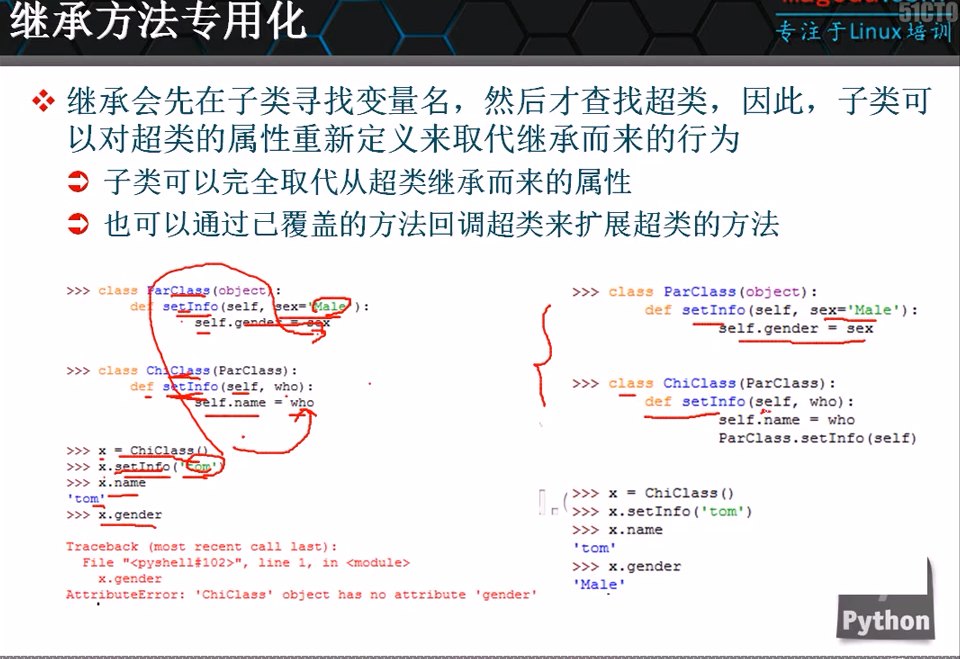 继承方法专用化
51CTO
专注于Linux培训
继承会先在子类寻找变量名，然后才查找超类，因此，子类可
以对超类的属性重新定义来取代继承而来的行为
子类可以完全取代从超类继承而来的属性
也可以通过已覆盖的方法回调超类来扩展超类的方法
>>> class ParClass(object):
def setInfo(self, sex='Male'):
self.gender = sex
>>> class ChiClass(ParClass):
def setInfo(self, who):
self.name = who
>>> x = ChiClass()
>>> x.setInfo('tom')
>>> x.name
'tom'
>>> x.gender
Traceback (most recent call last):
File "<pyshell#102>", line 1, in <module>
x.gender
AttributeError: 'ChiClass' object has no attribute 'gender'
>>> class ParClass(object):
def setInfo(self, sex='Male'):
self.gender = sex
>>> class ChiClass(ParClass):
def setInfo(self, who):
self.name = who
ParClass.setInfo(self)
>>> x = ChiClass()
>>> x.setInfo('tom')
>>> x.name
'tom'
>>> x.gender
'Male'
Python